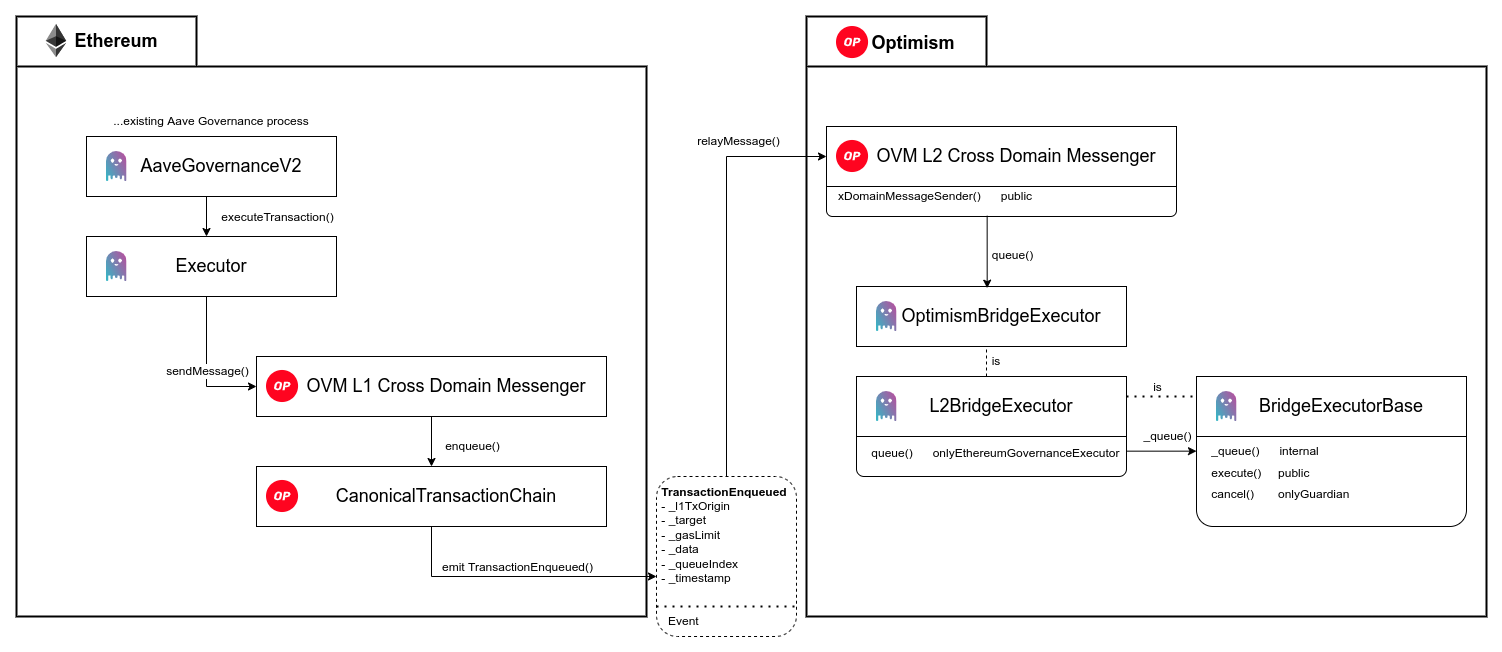 Ethereum
...existing Aave Governance process
AaveGovernanceV2
executeTransaction()
Executor
sendMessage()
OP OVM L1 Cross Domain Messenger
enqueue()
OP CanonicalTransactionChain
emit TransactionEnqueued()
TransactionEnqueued
- _l1TxOrigin
- _target
- _gasLimit
- _data
- _queueIndex
- _timestamp
Event
relayMessage()
OP Optimism
OP OVM L2 Cross Domain Messenger
xDomainMessageSender() public
queue()
OptimismBridgeExecutor
is
L2BridgeExecutor
queue() onlyEthereumGovernanceExecutor
is
_queue()
BridgeExecutorBase
_queue() internal
execute() public
cancel() onlyGuardian